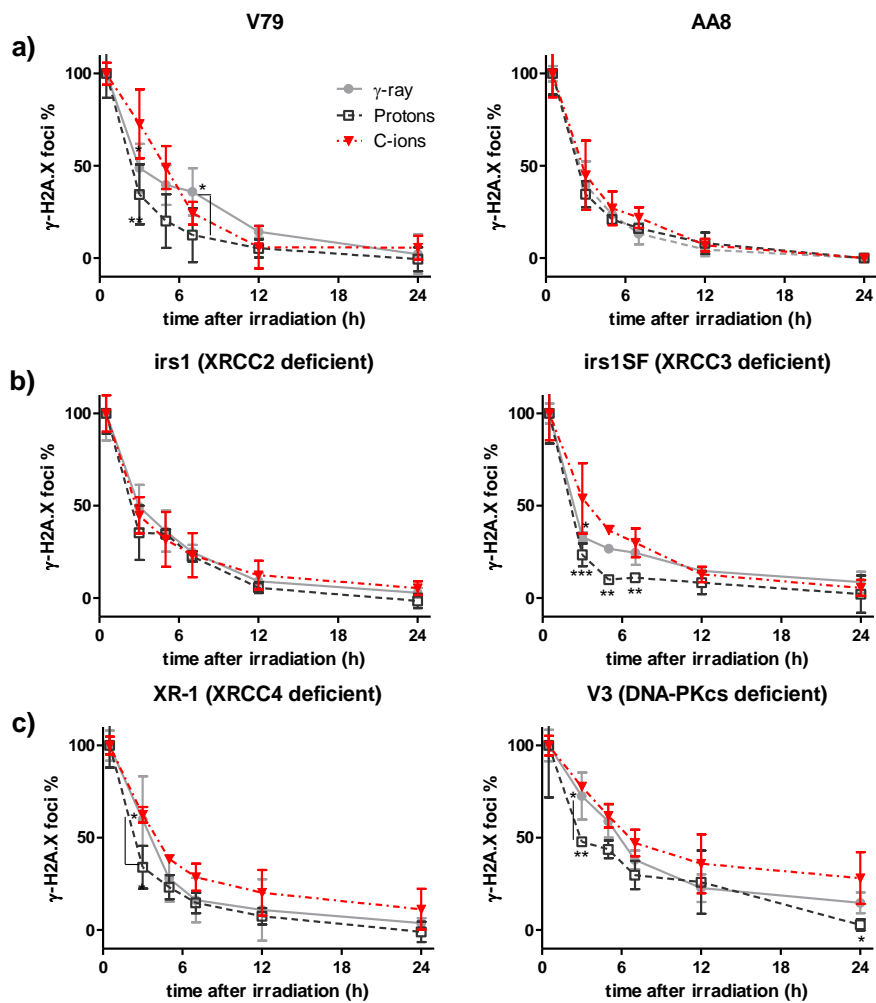 V79
AA8
a)
100
50
0
γ-H2A.X foci %
*
**
*
γ-ray
Protons
C-ions
0 6 12 18 24
time after irradiation (h)
100
50
0
γ-H2A.X foci %
0 6 12 18 24
time after irradiation (h)
b)
irs1 (XRCC2 deficient)
irs1SF (XRCC3 deficient)
100
50
0
γ-H2A.X foci %
0 6 12 18 24
time after irradiation (h)
100
50
0
γ-H2A.X foci %
*
***
**
**
0 6 12 18 24
time after irradiation (h)
c)
XR-1 (XRCC4 deficient)
V3 (DNA-PKcs deficient)
100
50
0
γ-H2A.X foci %
*
*
0 6 12 18 24
time after irradiation (h)
100
50
0
γ-H2A.X foci %
*
**
*
0 6 12 18 24
time after irradiation (h)